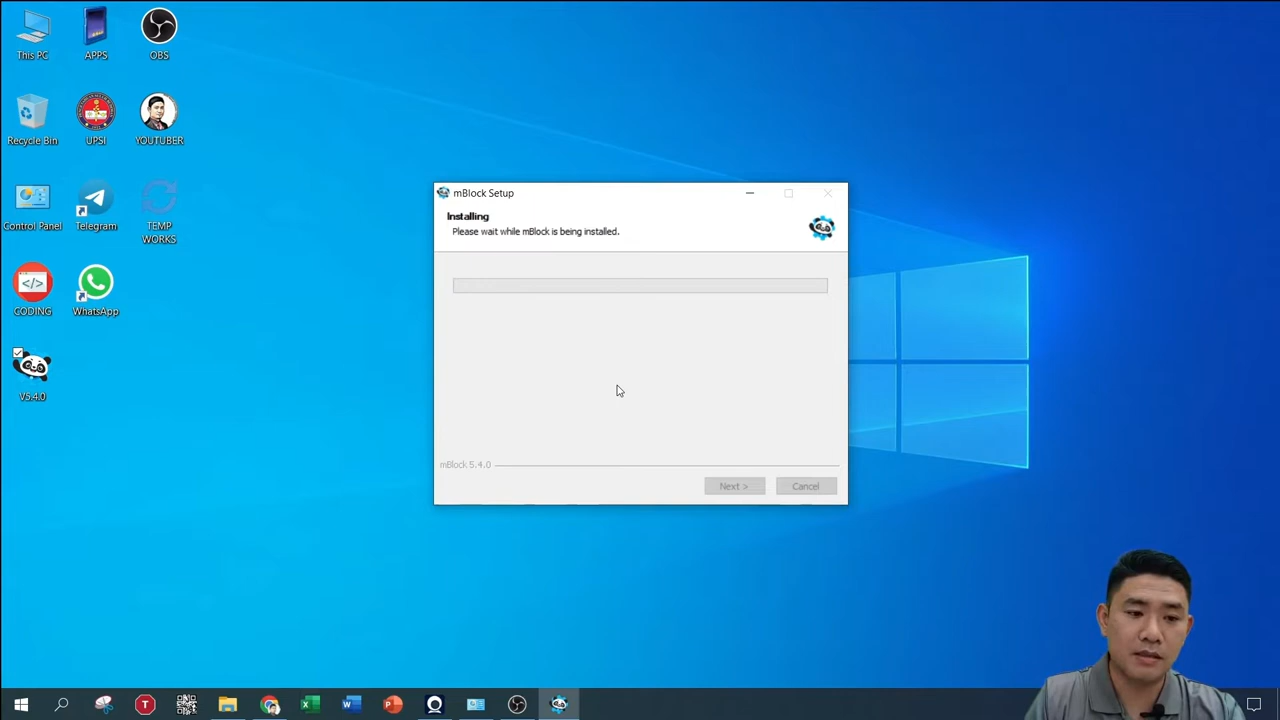 This PC
APPS
OBS
Recycle Bin
UPSI
YOUTUBER
Control Panel
Telegram
TEMP
WORKS
CODING
WhatsApp
V5.4.0
mBlock Setup
Installing
Please wait while mBlock is being installed.
mBlock 5.4.0
Next >
Cancel